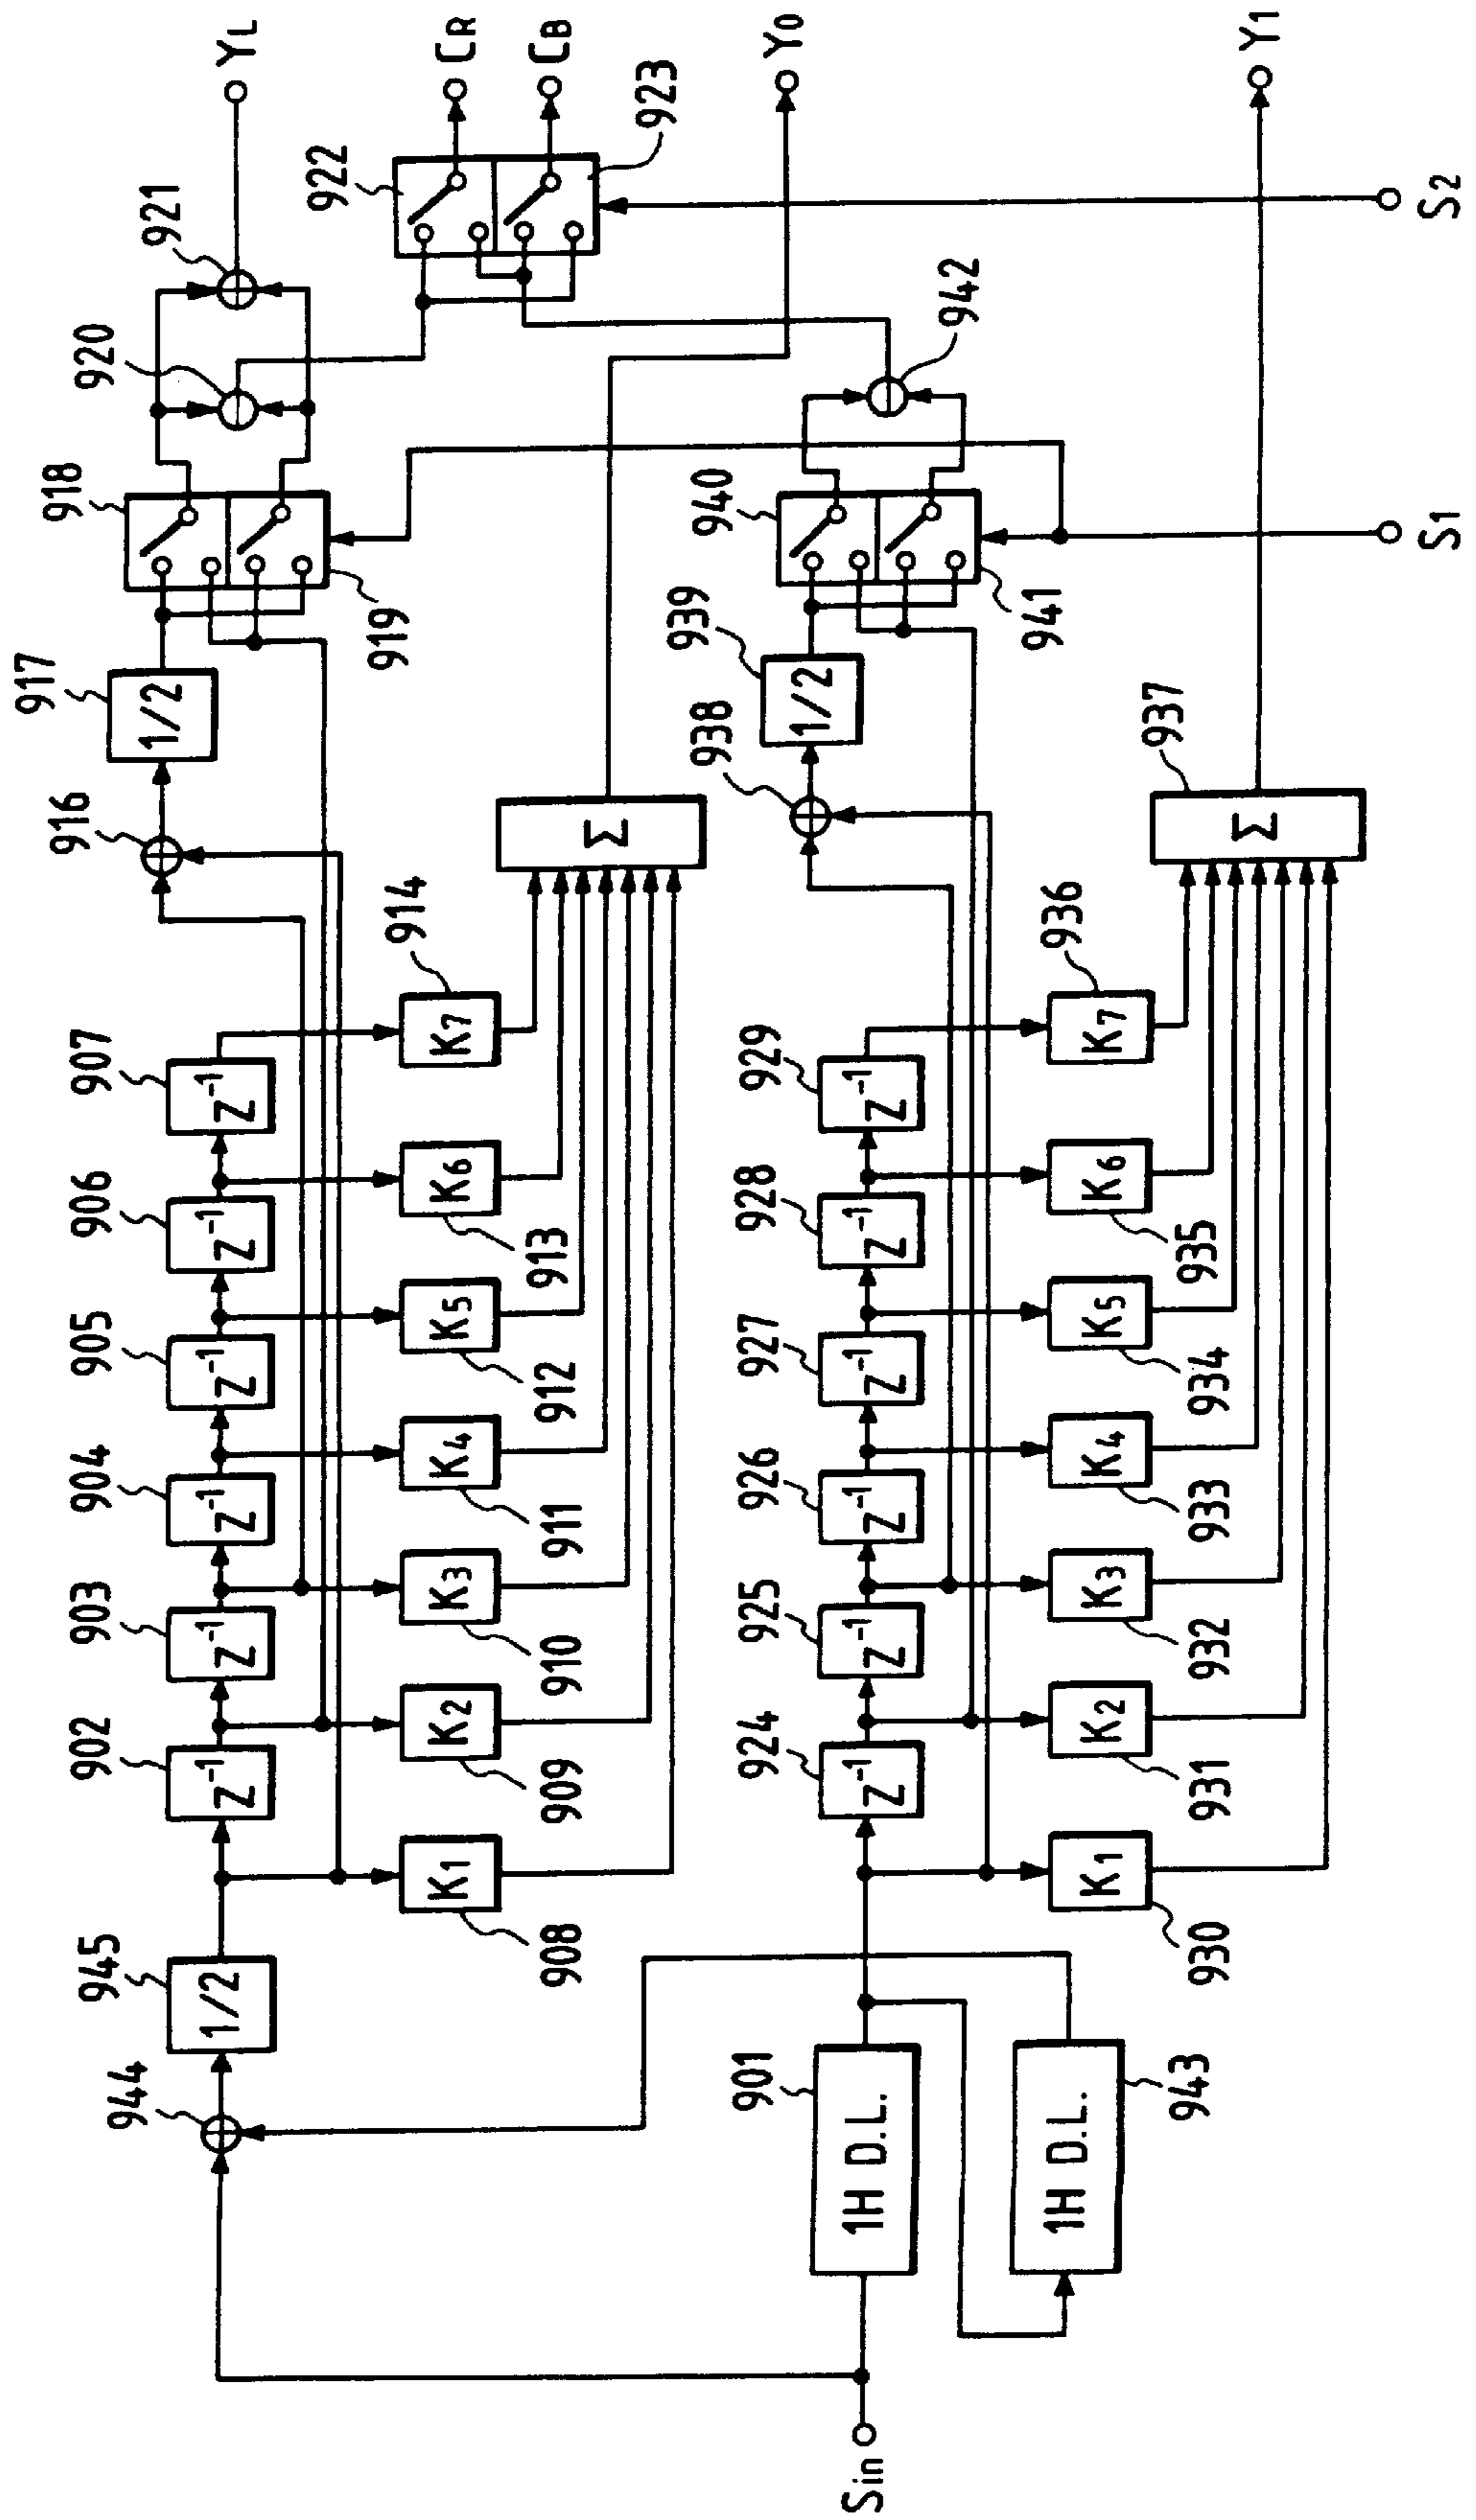 917
918
920
921
YL
916
1/2
919
922
CR
CB
923
944
945
902
903
904
905
906
907
1/2
Z-1
Z-1
Z-1
Z-1
Z-1
Z-1
914
K1
K2
K3
K4
K5
K6
K7
908
909
910
911
912
913
Σ
Y0
938
939
940
942
901
924
925
926
927
928
929
1/2
941
Sin
1H D.L.
Z-1
Z-1
Z-1
Z-1
Z-1
Z-1
943
1H D.L.
936
937
K1
K2
K3
K4
K5
K6
K7
930
931
932
933
934
935
Σ
Y1
S1
S2